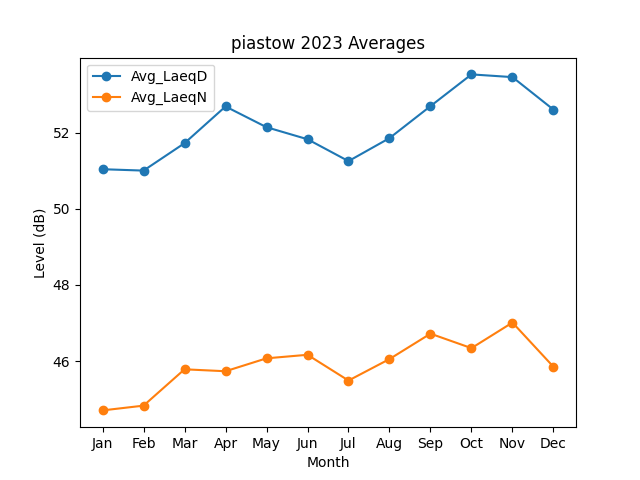 piastow 2023 Averages
Avg_LaeqD
Avg_LaeqN
Level (dB)
52
50
48
46
Jan Feb Mar Apr May Jun Jul Aug Sep Oct Nov Dec
Month